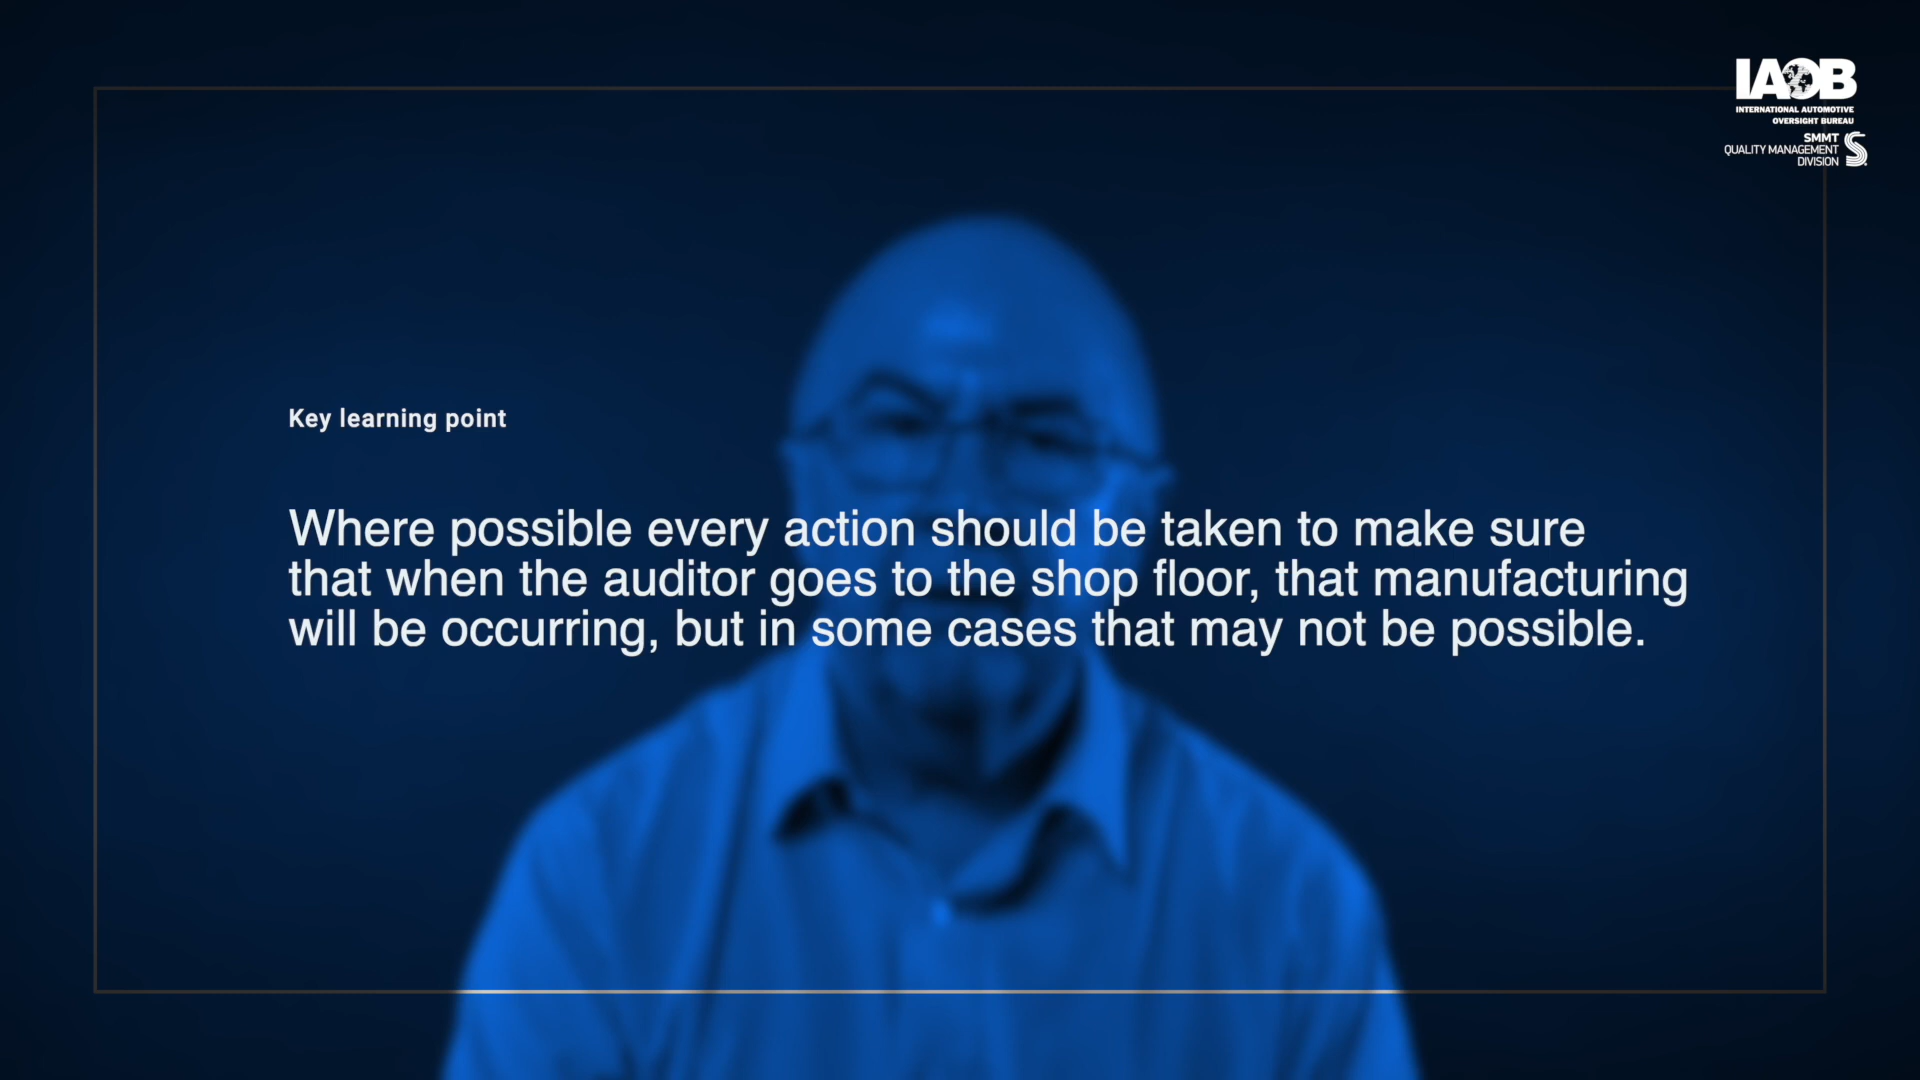 IAOB
INTERNATIONAL AUTOMOTIVE
OVERSIGHT BUREAU
SMMT
QUALITY MANAGEMENT
DIVISION
Key learning point
Where possible every action should be taken to make sure
that when the auditor goes to the shop floor, that manufacturing
will be occurring, but in some cases that may not be possible.